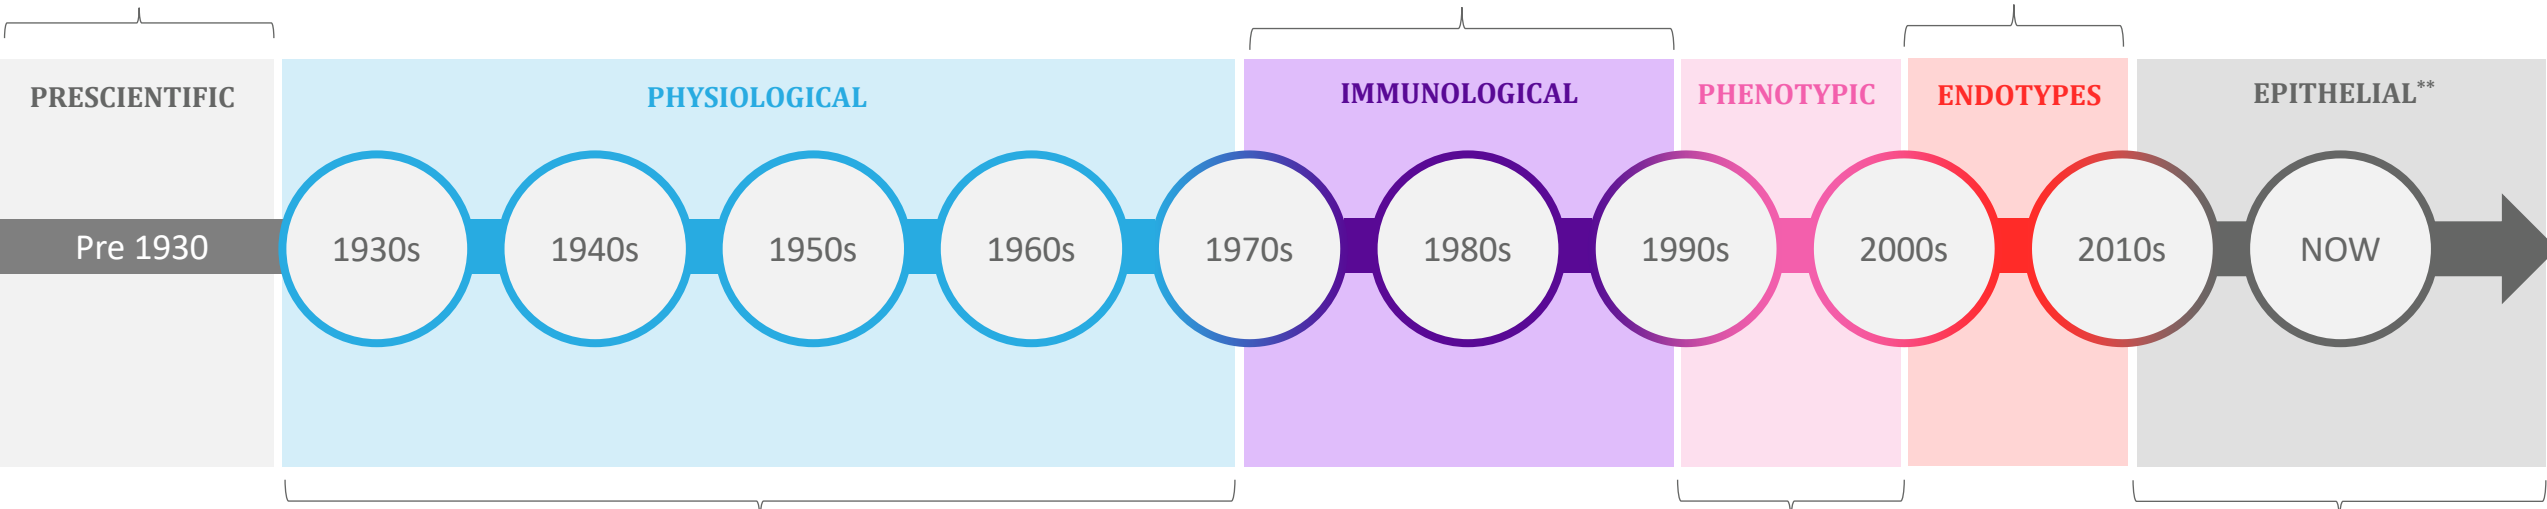 PRESCIENTIFIC
PHYSIOLOGICAL
IMMUNOLOGICAL
PHENOTYPIC
ENDOTYPES
EPITHELIAL**
Pre 1930
1930s
1940s
1950s
1960s
1970s
1980s
1990s
2000s
2010s
NOW